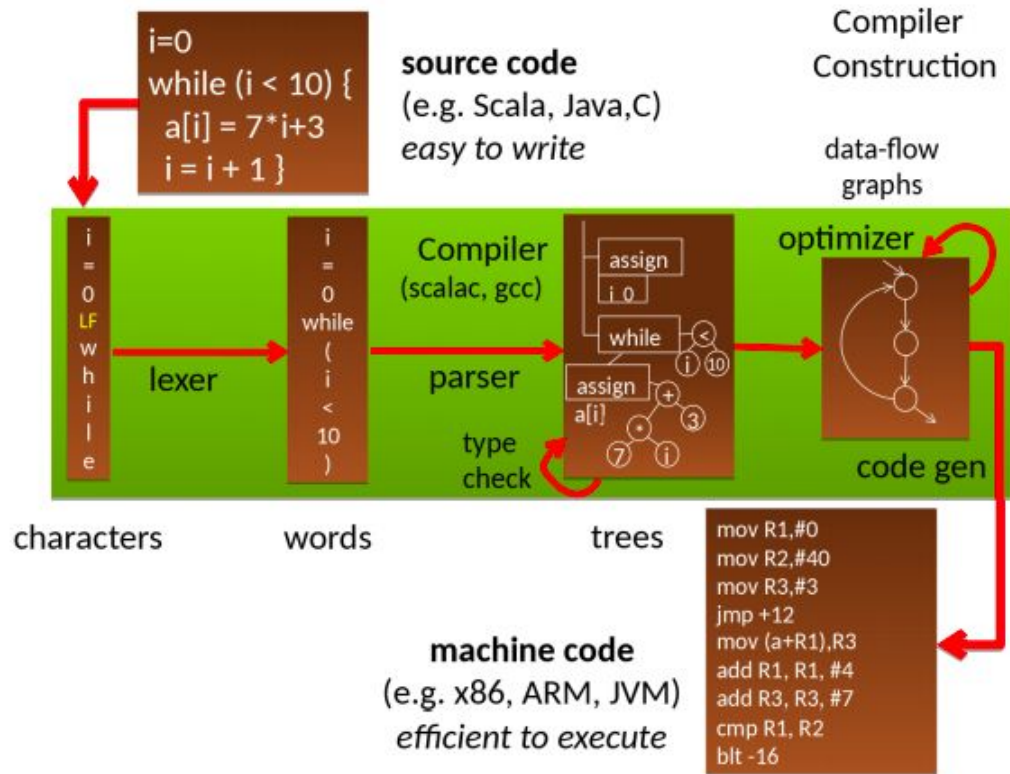 i=0
while (i < 10) {
a[i] = 7*i+3
i = i + 1 }
source code
(e.g. Scala, Java,C)
easy to write
Compiler
Construction
data-flow
graphs
i
=
0
LF
w
h
i
l
e
lexer
i
=
0
while
(
i
<
10
)
Compiler
(scalac, gcc)
parser
type
check
assign
i 0
while
<
i
10
assign
a[i]
+
3
*
7
i
optimizer
code gen
characters
words
trees
machine code
(e.g. x86, ARM, JVM)
efficient to execute
mov R1,#0
mov R2,#40
mov R3,#3
jmp +12
mov (a+R1),R3
add R1, R1, #4
add R3, R3, #7
cmp R1, R2
blt -16